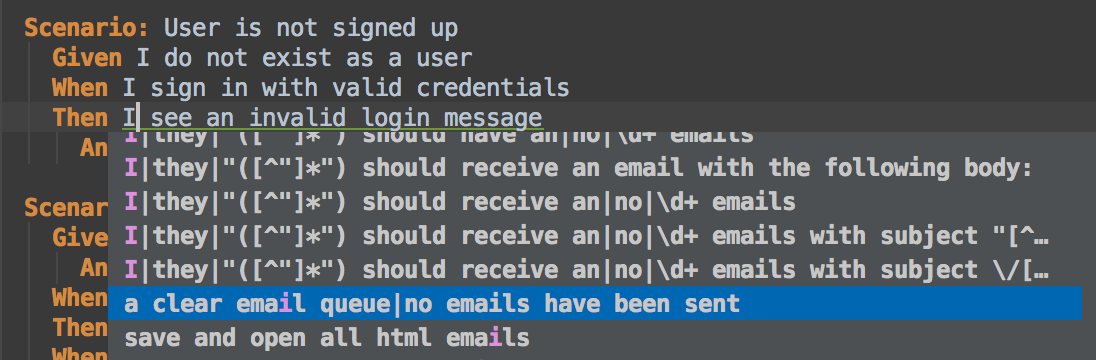 Scenario: User is not signed up
Given I do not exist as a user
When I sign in with valid credentials
Then I see an invalid login message
An
I|they|"([^"]*") should have an|no|\d+ emails
I|they|"([^"]*") should receive an email with the following body:
I|they|"([^"]*") should receive an|no|\d+ emails
Scenar
I|they|"([^"]*") should receive an|no|\d+ emails with subject "[^…
Give
I|they|"([^"]*") should receive an|no|\d+ emails with subject \/[…
An
a clear email queue|no emails have been sent
When
save and open all html emails
Then
Wh